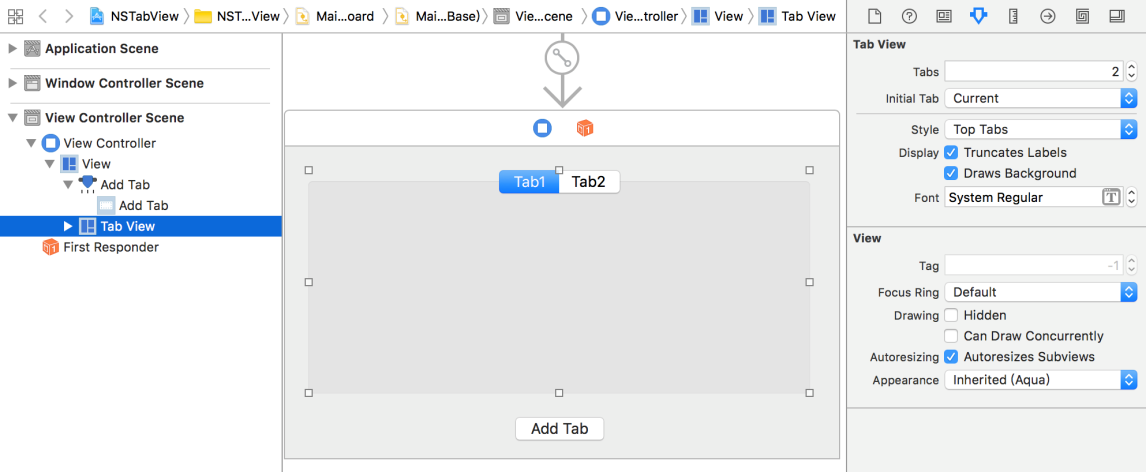 NSTabView NST...View Mai...oard Mai...Base) Vie...cene Vie...troller View Tab View
Application Scene
Window Controller Scene
View Controller Scene
View Controller
View
Add Tab
Add Tab
Tab View
First Responder
Tab1 Tab2
Add Tab
Tab View
Tabs 2
Initial Tab Current
Style Top Tabs
Display Truncates Labels
Draws Background
Font System Regular T
View
Tag -1
Focus Ring Default
Drawing Hidden
Can Draw Concurrently
Autoresizing Autoresizes Subviews
Appearance Inherited (Aqua)